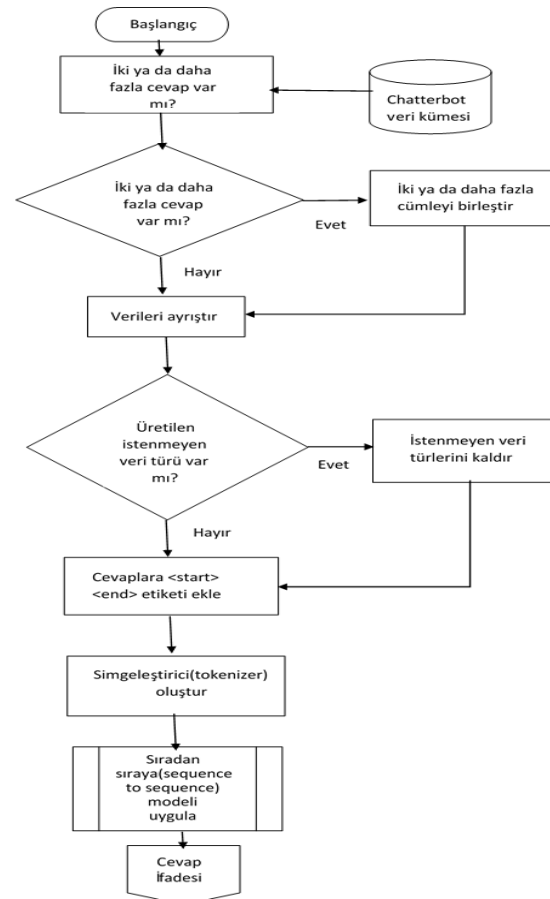 Başlangıç
İki ya da daha
fazla cevap var
mı?
Chatterbot
veri kümesi
İki ya da daha
fazla cevap
var mı?
Evet
İki ya da daha fazla
cümleyi birleştir
Hayır
Verileri ayrıştır
Üretilen
istenmeyen
veri türü var
mı?
Evet
İstenmeyen veri
türlerini kaldır
Hayır
Cevaplara <start>
<end> etiketi ekle
Simgeleştirici(tokenizer)
oluştur
Sıradan
sıraya(sequence
to sequence)
modeli
uygula
Cevap
İfadesi